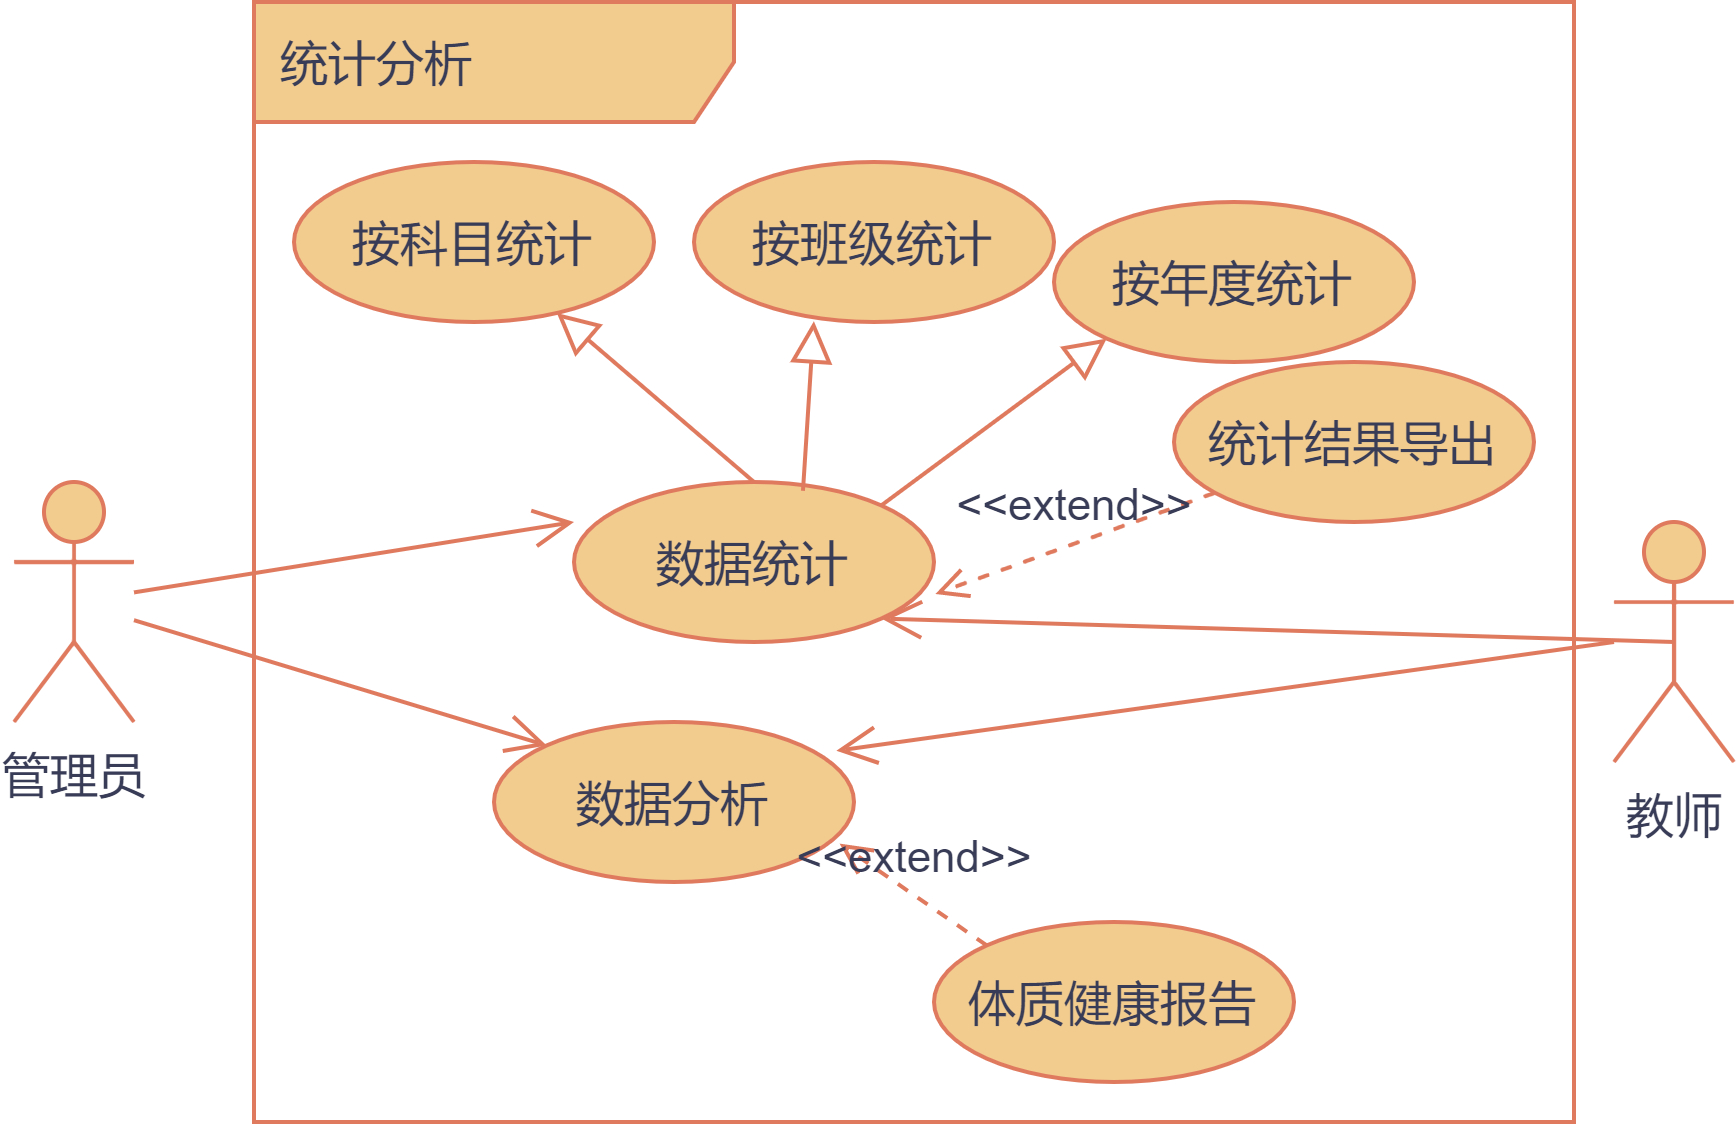 统计分析
按科目统计
按班级统计
按年度统计
统计结果导出
<<extend>>
数据统计
管理员
数据分析
教师
<<extend>>
体质健康报告